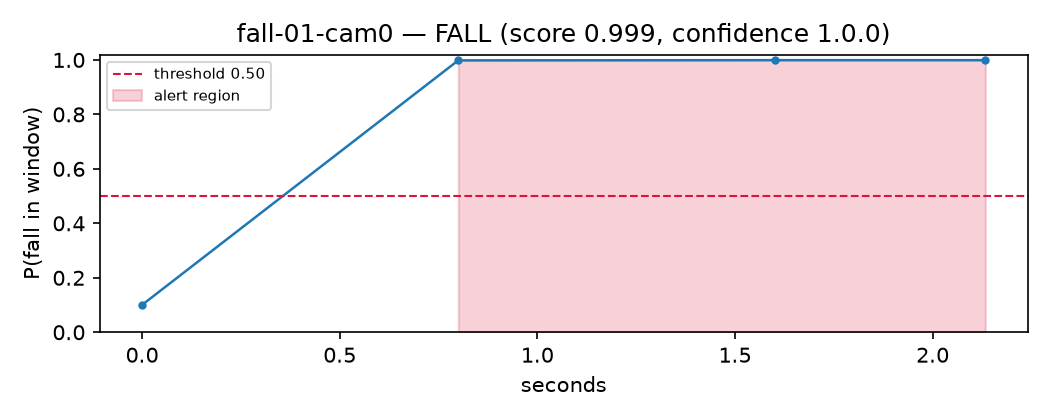 fall-01-cam0 — FALL (score 0.999, confidence 1.0.0)
threshold 0.50
alert region
P(fall in window)
1.0
0.8
0.6
0.4
0.2
0.0
0.0 0.5 1.0 1.5 2.0
seconds